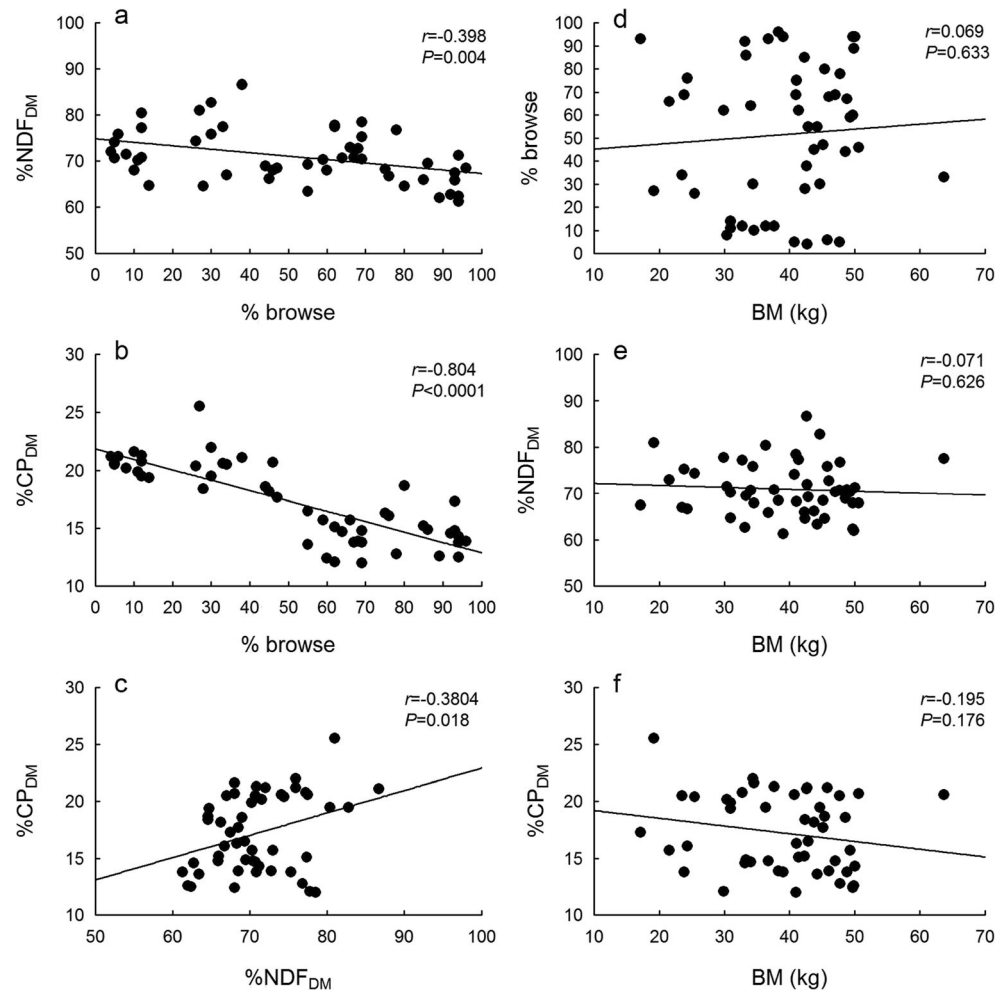 a
r=-0.398
P=0.004
100
90
80
70
60
50
%NDFDM
0 10 20 30 40 50 60 70 80 90 100
% browse
d
r=0.069
P=0.633
100
90
80
70
60
50
40
30
20
10
0
% browse
10 20 30 40 50 60 70
BM (kg)
b
r=-0.804
P<0.0001
30
25
20
15
10
%CPDM
0 10 20 30 40 50 60 70 80 90 100
% browse
e
r=-0.071
P=0.626
100
90
80
70
60
50
%NDFDM
10 20 30 40 50 60 70
BM (kg)
c
r=-0.3804
P=0.018
30
25
20
15
10
%CPDM
50 60 70 80 90 100
%NDFDM
f
r=-0.195
P=0.176
30
25
20
15
10
%CPDM
10 20 30 40 50 60 70
BM (kg)